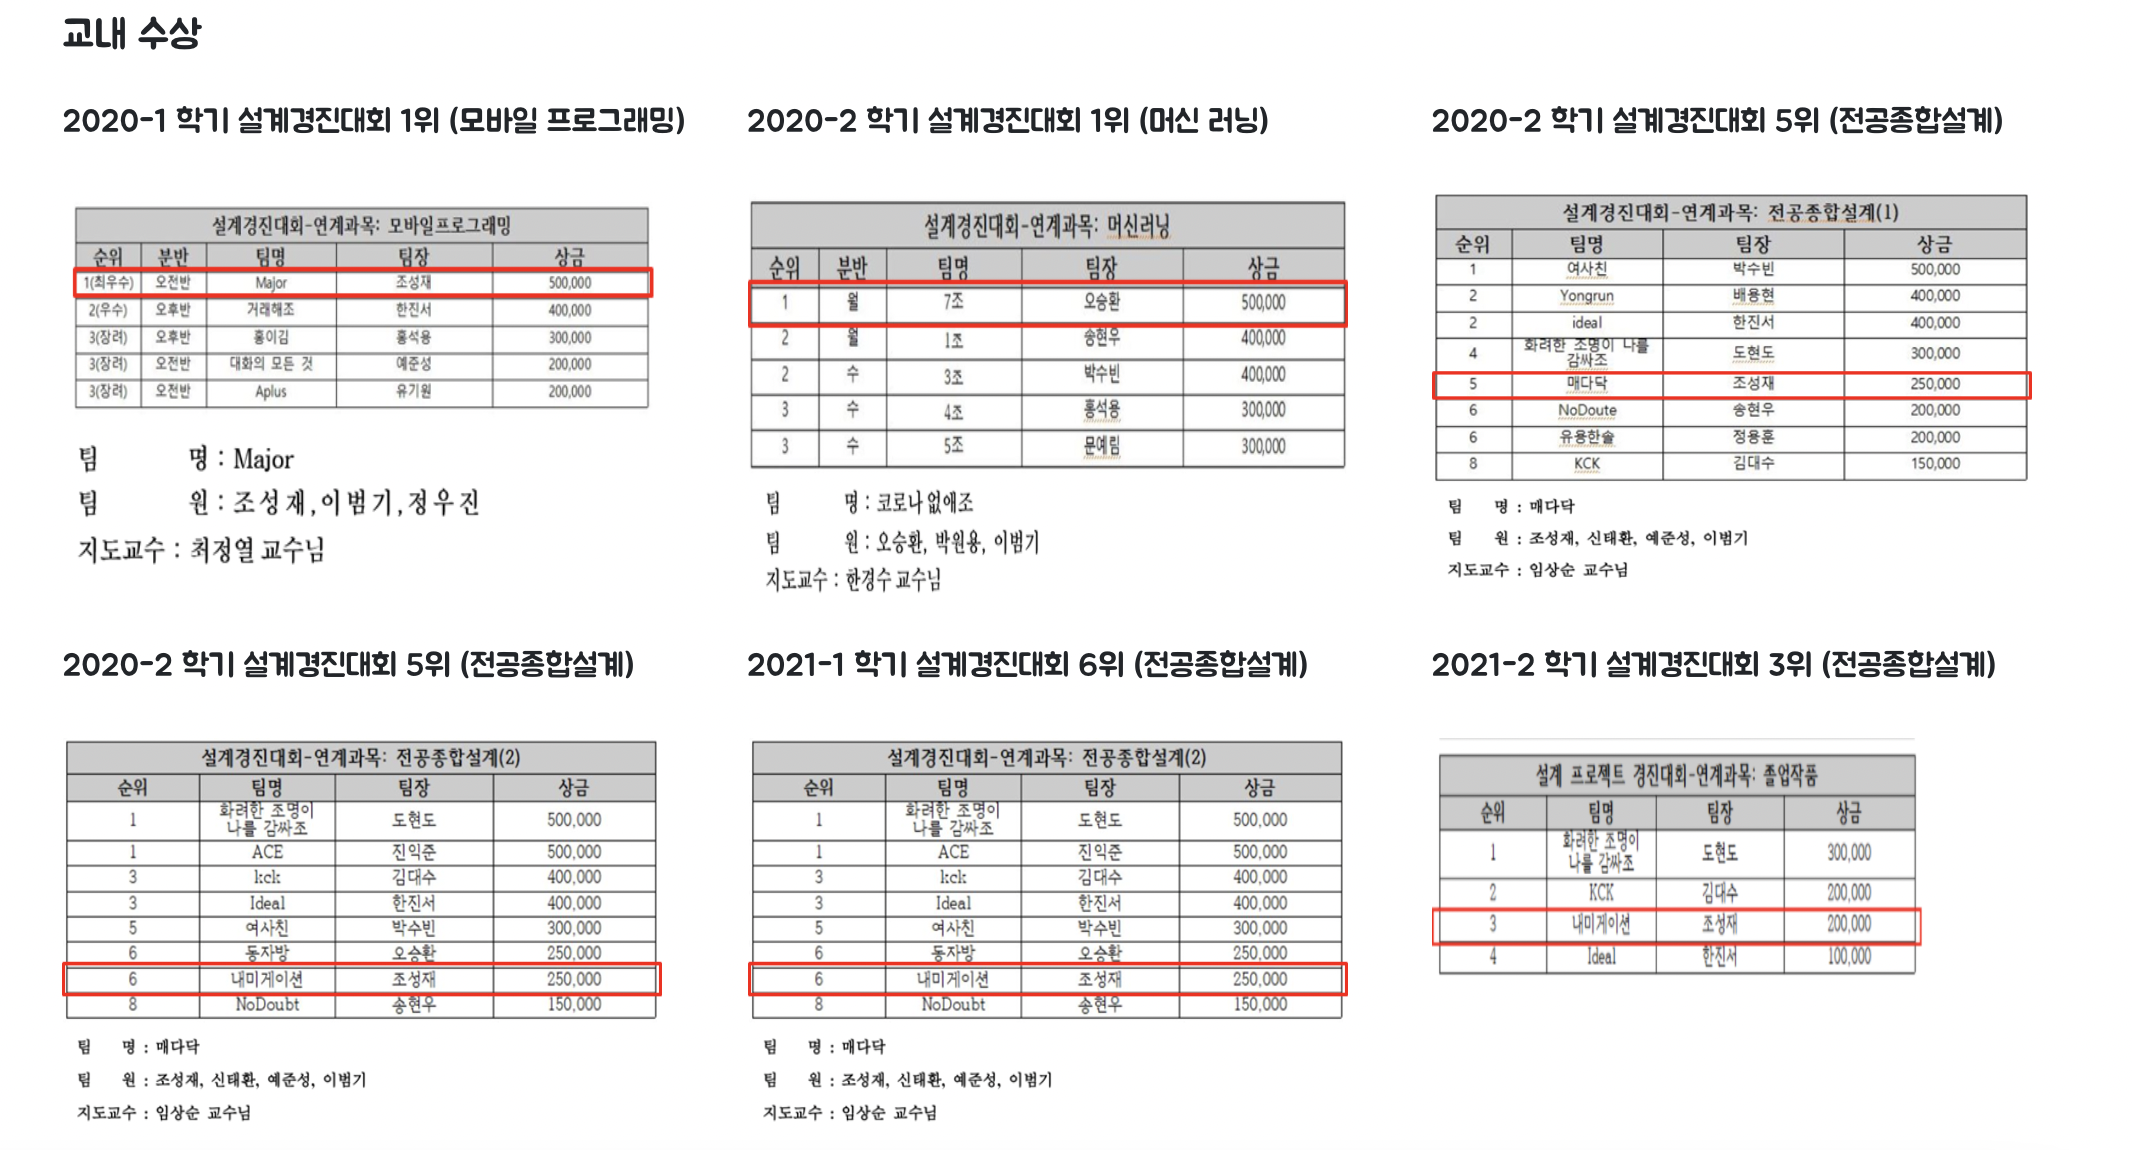 교내 수상
2020-1 학기 설계경진대회 1위 (모바일 프로그래밍)
설계경진대회-연계과목: 모바일프로그래밍
순위 분반 팀명 팀장 상금
1(최우수) 오전반 Major 조성재 500,000
2(우수) 오후반 거래해조 한진서 400,000
3(장려) 오후반 홍이김 홍석용 300,000
3(장려) 오전반 대화의 모든 것 예준성 200,000
3(장려) 오전반 Aplus 유기원 200,000
팀 명 : Major
팀 원 : 조성재,이범기,정우진
지도교수 : 최정열 교수님
2020-2 학기 설계경진대회 1위 (머신 러닝)
설계경진대회-연계과목: 머신러닝
순위 분반 팀명 팀장 상금
1 월 7조 오승환 500,000
2 월 1조 송현우 400,000
2 수 3조 박수빈 400,000
3 수 4조 홍석용 300,000
3 수 5조 문예림 300,000
팀 명 : 코로나없애조
팀 원 : 오승환, 박원용, 이범기
지도교수 : 한경수 교수님
2020-2 학기 설계경진대회 5위 (전공종합설계)
설계경진대회-연계과목: 전공종합설계(1)
순위 팀명 팀장 상금
1 여사친 박수빈 500,000
2 Yongrun 배용현 400,000
2 ideal 한진서 400,000
4 화려한 조명이 나를
감싸조 도현도 300,000
5 매다닥 조성재 250,000
6 NoDoute 송현우 200,000
6 유용한솔 정용훈 200,000
8 KCK 김대수 150,000
팀 명 : 매다닥
팀 원 : 조성재, 신태환, 예준성, 이범기
지도교수 : 임상순 교수님
2020-2 학기 설계경진대회 5위 (전공종합설계)
설계경진대회-연계과목: 전공종합설계(2)
순위 팀명 팀장 상금
1 화려한 조명이
나를 감싸조 도현도 500,000
1 ACE 진익준 500,000
3 kck 김대수 400,000
3 Ideal 한진서 400,000
5 여사친 박수빈 300,000
6 동자방 오승환 250,000
6 내미게이션 조성재 250,000
8 NoDoubt 송현우 150,000
팀 명 : 매다닥
팀 원 : 조성재, 신태환, 예준성, 이범기
지도교수 : 임상순 교수님
2021-1 학기 설계경진대회 6위 (전공종합설계)
설계경진대회-연계과목: 전공종합설계(2)
순위 팀명 팀장 상금
1 화려한 조명이
나를 감싸조 도현도 500,000
1 ACE 진익준 500,000
3 kck 김대수 400,000
3 Ideal 한진서 400,000
5 여사친 박수빈 300,000
6 동자방 오승환 250,000
6 내미게이션 조성재 250,000
8 NoDoubt 송현우 150,000
팀 명 : 매다닥
팀 원 : 조성재, 신태환, 예준성, 이범기
지도교수 : 임상순 교수님
2021-2 학기 설계경진대회 3위 (전공종합설계)
설계 프로젝트 경진대회-연계과목: 졸업작품
순위 팀명 팀장 상금
1 화려한 조명이
나를 감싸조 도현도 300,000
2 KCK 김대수 200,000
3 내미게이션 조성재 200,000
4 Ideal 한진서 100,000